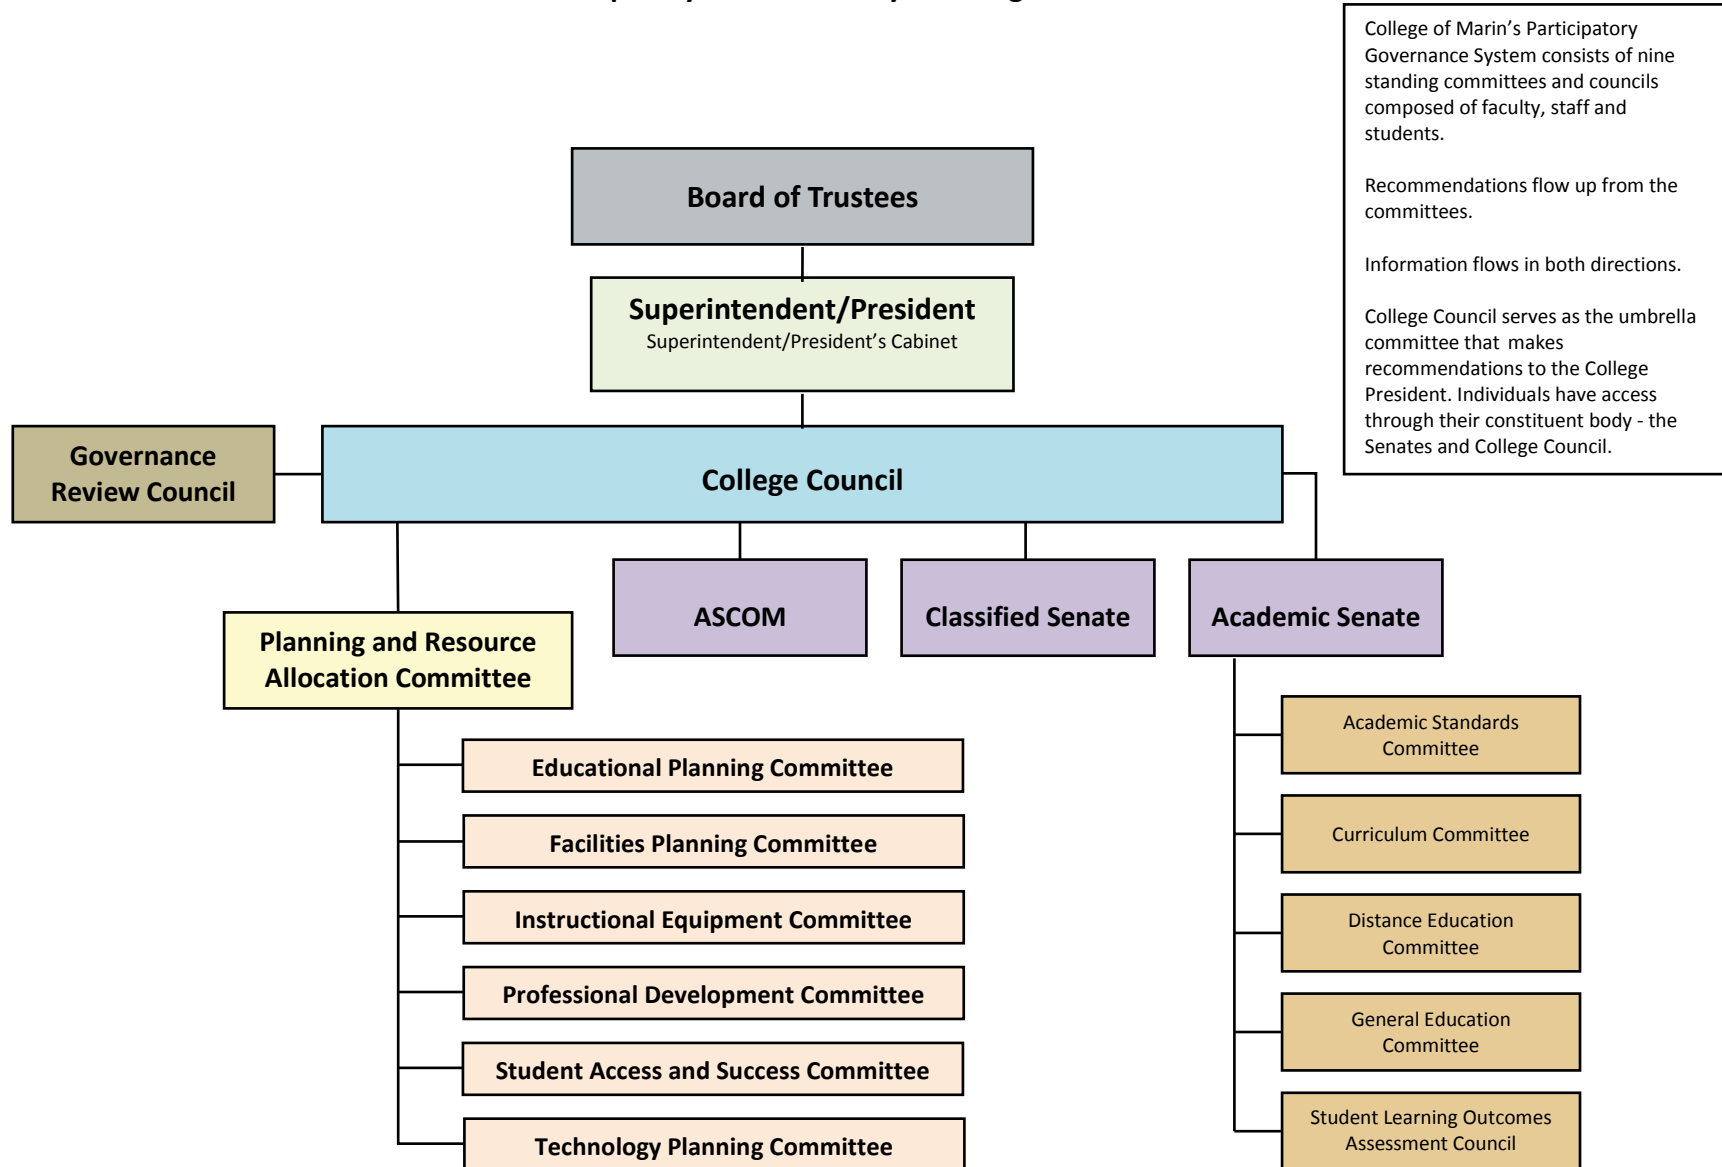 College of Marin’s Participatory
Governance System consists of nine
standing committees and councils
composed of faculty, staff and
students.
Recommendations flow up from the
committees.
Information flows in both directions.
College Council serves as the umbrella
committee that makes
recommendations to the College
President. Individuals have access
through their constituent body - the
Senates and College Council.
Board of Trustees
Superintendent/President
Superintendent/President’s Cabinet
Governance
Review Council
College Council
Planning and Resource
Allocation Committee
ASCOM
Classified Senate
Academic Senate
Educational Planning Committee
Facilities Planning Committee
Instructional Equipment Committee
Professional Development Committee
Student Access and Success Committee
Technology Planning Committee
Academic Standards
Committee
Curriculum Committee
Distance Education
Committee
General Education
Committee
Student Learning Outcomes
Assessment Council